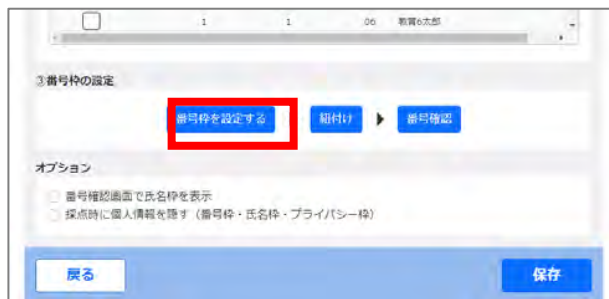 1 1 06 教育6太郎
③番号枠の設定
番号枠を設定する 紐付け 番号確認
オプション
番号確認画面で氏名枠を表示
採点時に個人情報を隠す（番号枠・氏名枠・プライバシー枠）
戻る 保存